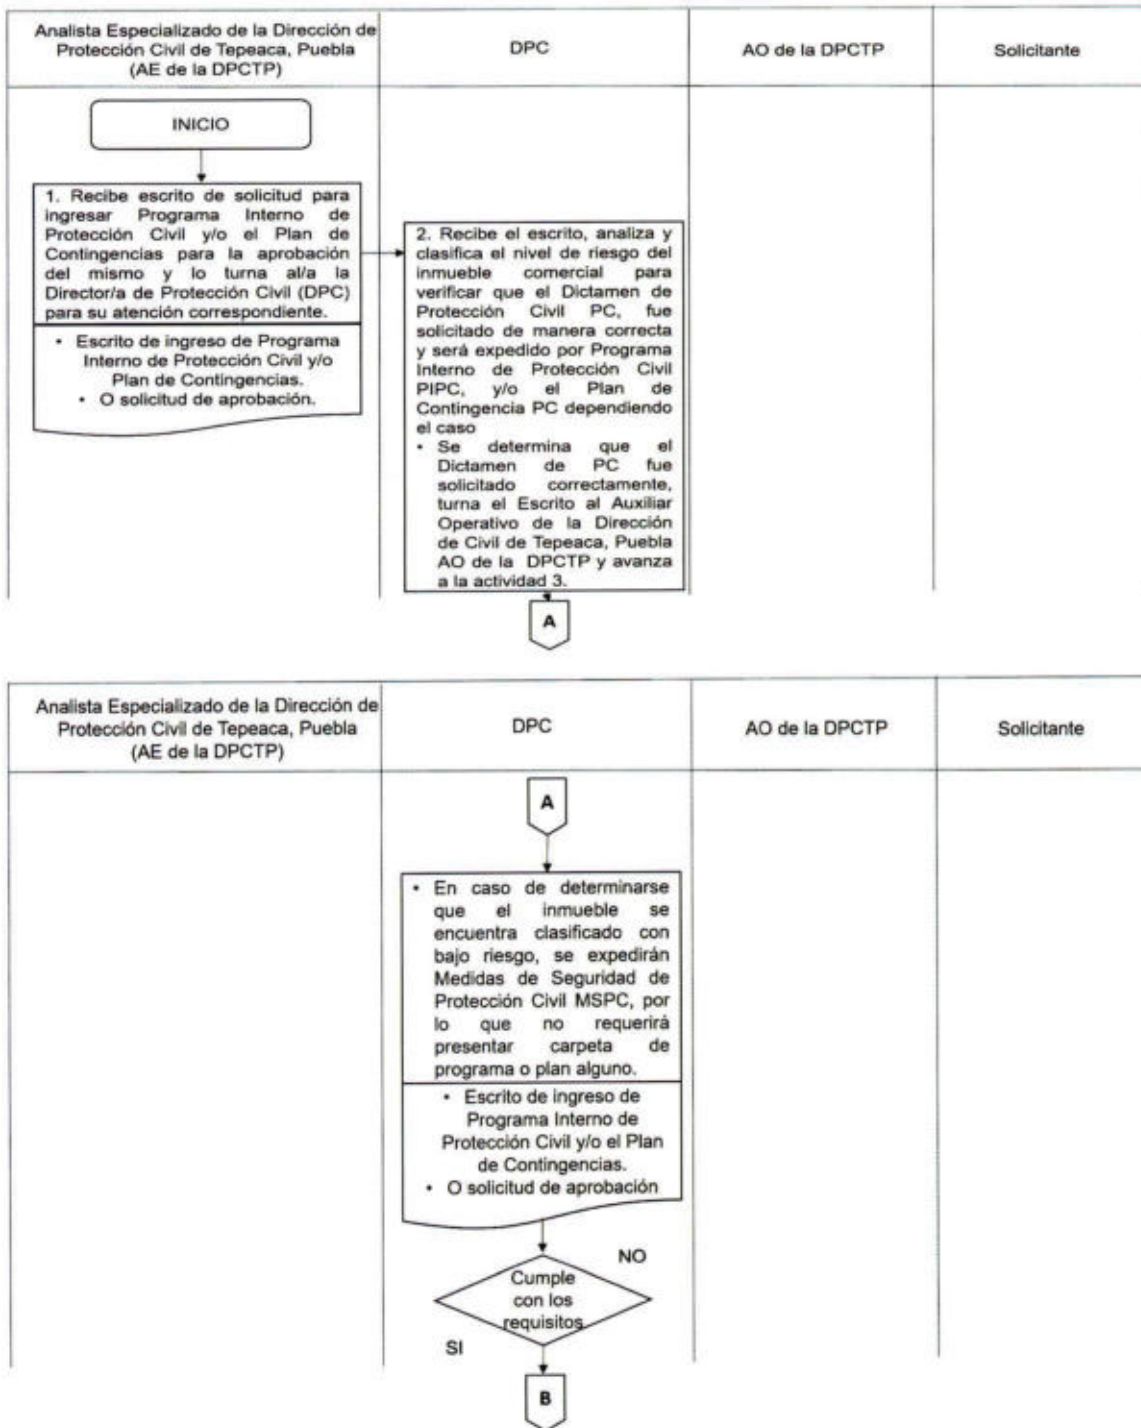 Analista Especializado de la Dirección de
Protección Civil de Tepeaca, Puebla
(AE de la DPCTP)
DPC
AO de la DPCTP
Solicitante
INICIO
1. Recibe escrito de solicitud para
ingresar Programa Interno de
Protección Civil y/o el Plan de
Contingencias para la aprobación
del mismo y lo turna al/a la
Director/a de Protección Civil (DPC)
para su atención correspondiente.
• Escrito de ingreso de Programa
Interno de Protección Civil y/o
Plan de Contingencias.
• O solicitud de aprobación.
2. Recibe el escrito, analiza y
clasifica el nivel de riesgo del
inmueble comercial para
verificar que el Dictamen de
Protección Civil PC, fue
solicitado de manera correcta
y será expedido por Programa
Interno de Protección Civil
PIPC, y/o el Plan de
Contingencia PC dependiendo
el caso
• Se determina que el
Dictamen de PC fue
solicitado correctamente,
turna el Escrito al Auxiliar
Operativo de la Dirección
de Civil de Tepeaca, Puebla
AO de la DPCTP y avanza
a la actividad 3.
A
Analista Especializado de la Dirección de
Protección Civil de Tepeaca, Puebla
(AE de la DPCTP)
DPC
AO de la DPCTP
Solicitante
A
• En caso de determinarse
que el inmueble se
encuentra clasificado con
bajo riesgo, se expedirán
Medidas de Seguridad de
Protección Civil MSPC, por
lo que no requerirá
presentar carpeta de
programa o plan alguno.
• Escrito de ingreso de
Programa Interno de
Protección Civil y/o el Plan
de Contingencias.
• O solicitud de aprobación
NO
Cumple
con los
requisitos
SI
B